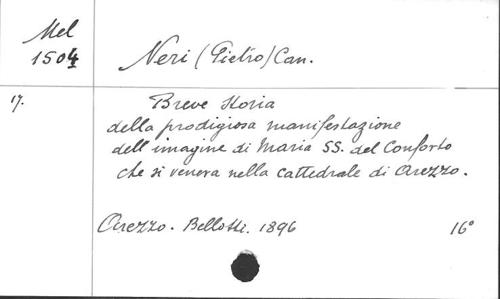 Mel
1504
Neri (Pietro) Can.
17.
Breve storia
della prodigiosa manifestazione
dell'imagine di Maria SS. del Conforto
che si venera nella cattedrale di Arezzo.
Arezzo. Bellotti. 1896 16°